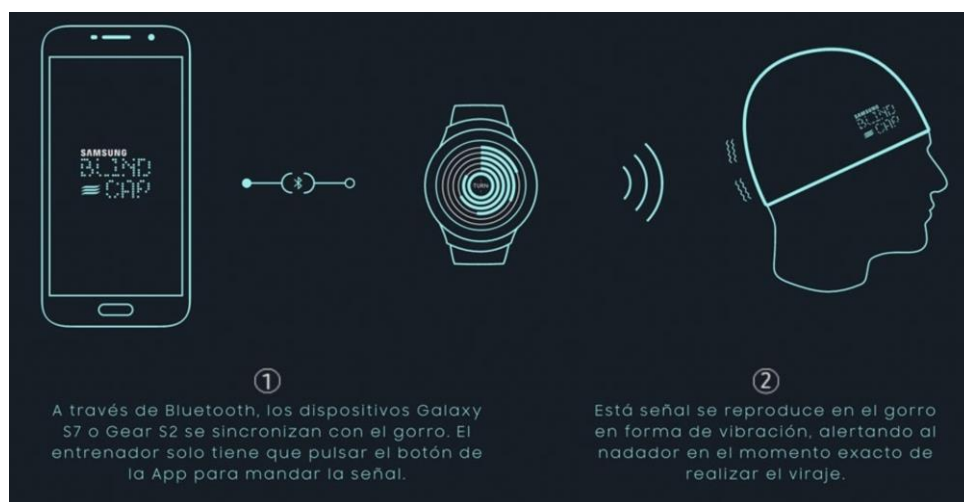 SAMSUNG
BLIND
CAP
TURN
SAMSUNG
BLIND
CAP
1
A través de Bluetooth, los dispositivos Galaxy
S7 o Gear S2 se sincronizan con el gorro. El
entrenador solo tiene que pulsar el botón de
la App para mandar la señal.
2
Está señal se reproduce en el gorro
en forma de vibración, alertando al
nadador en el momento exacto de
realizar el viraje.